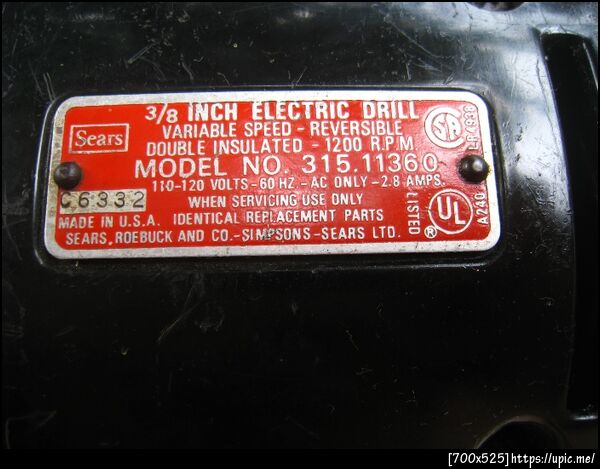 3/8 INCH ELECTRIC DRILL
Sears
VARIABLE SPEED - REVERSIBLE
DOUBLE INSULATED - 1200 R.P.M
MODEL NO. 315.11360
110-120 VOLTS - 60 HZ. - AC ONLY - 2.8 AMPS.
C6332
WHEN SERVICING USE ONLY
MADE IN U.S.A. IDENTICAL REPLACEMENT PARTS
SEARS, ROEBUCK AND CO.-SIMPSONS-SEARS LTD.
SA
UL
®
LISTED
A240
[700x525]https://upic.me/